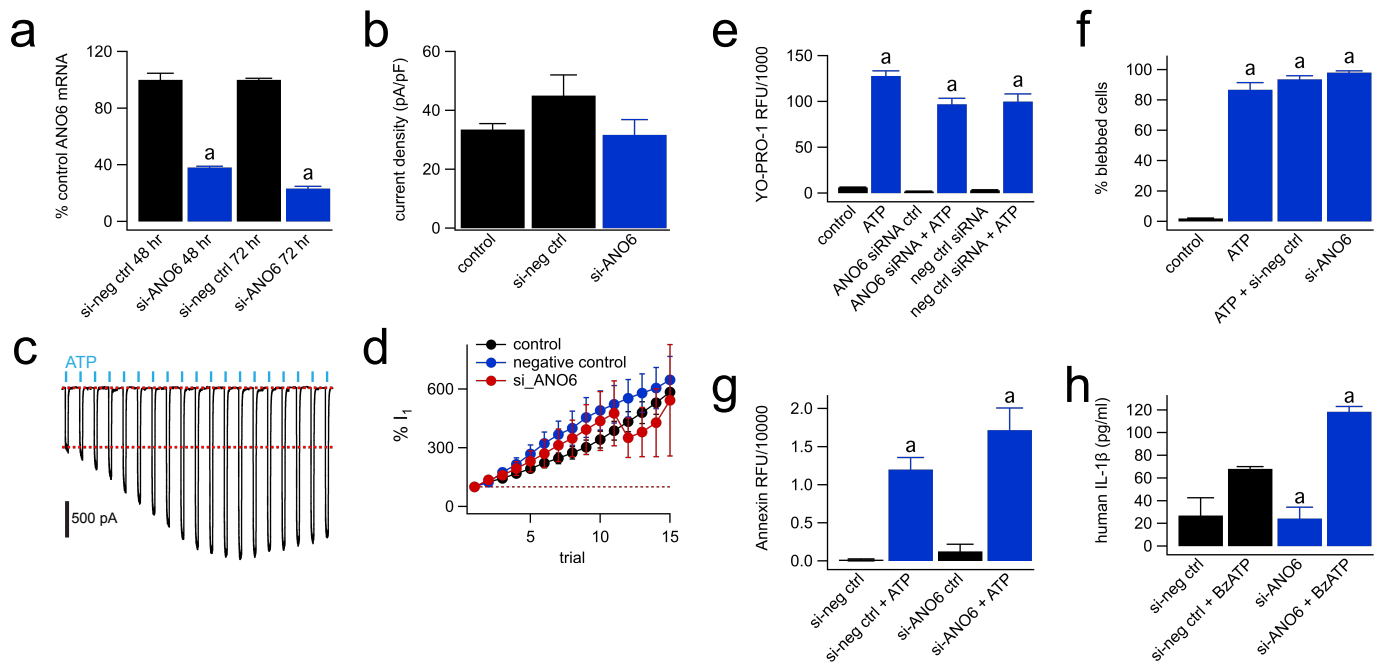 a
120
80
40
0
% control ANO6 mRNA
a
a
si-neg ctrl 48 hr
si-ANO6 48 hr
si-neg ctrl 72 hr
si-ANO6 72 hr
b
60
40
20
0
current density (pA/pF)
control
si-neg ctrl
si-ANO6
c
ATP
500 pA
d
control
negative control
si_ANO6
600
300
0
% I1
5
10
15
trial
e
150
100
50
0
YO-PRO-1 RFU/1000
a
a
a
control
ATP
ANO6 siRNA ctrl
ANO6 siRNA + ATP
neg ctrl siRNA
neg ctrl siRNA + ATP
f
100
80
60
40
20
0
% blebbed cells
a
a
a
control
ATP
ATP + si-neg ctrl
si-ANO6
g
2.0
1.5
1.0
0.5
0.0
Annexin RFU/10000
a
a
si-neg ctrl
si-neg ctrl + ATP
si-ANO6 ctrl
si-ANO6 + ATP
h
120
100
80
60
40
20
0
human IL-1β (pg/ml)
a
a
si-neg ctrl
si-neg ctrl + BzATP
si-ANO6
si-ANO6 + BzATP